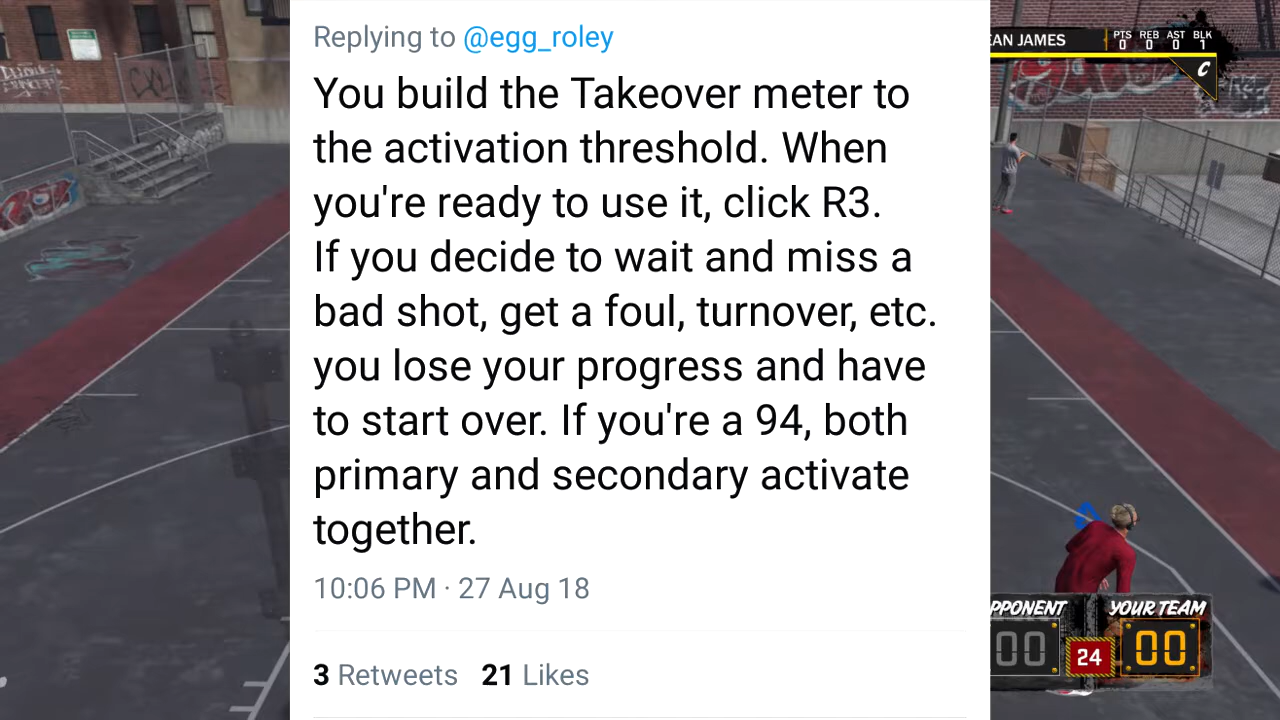 Replying to @egg_roley
You build the Takeover meter to
the activation threshold. When
you're ready to use it, click R3.
If you decide to wait and miss a
bad shot, get a foul, turnover, etc.
you lose your progress and have
to start over. If you're a 94, both
primary and secondary activate
together.
10:06 PM · 27 Aug 18
3 Retweets 21 Likes
EAN JAMES
PTS REB AST BLK
0 0 0 1
C
PPONENT YOUR TEAM
00 24 00